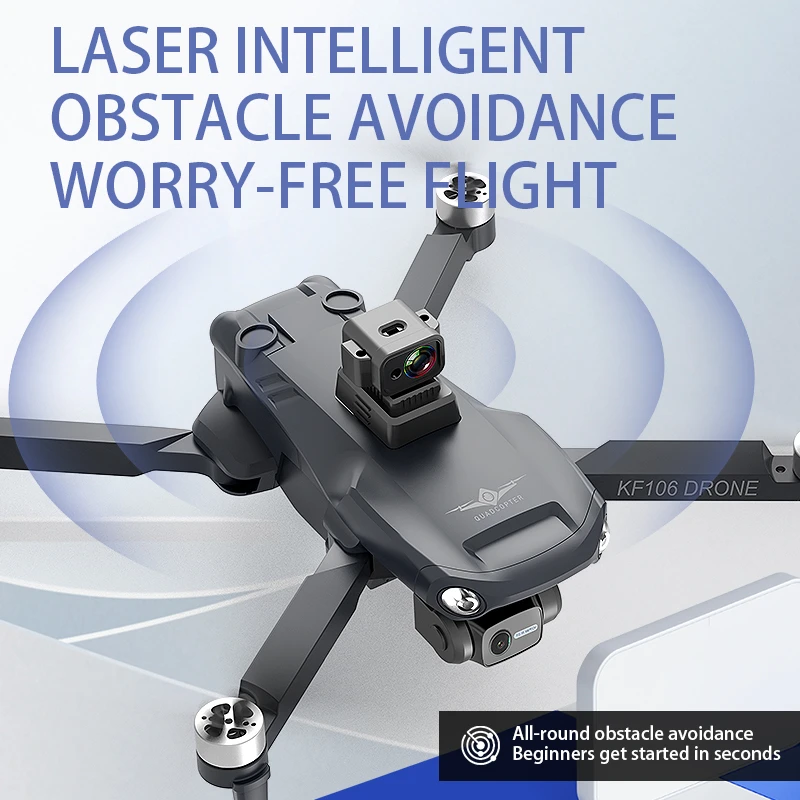 LASER INTELLIGENT
OBSTACLE AVOIDANCE
WORRY-FREE FLIGHT
QUADCOPTER
KF106 DRONE
All-round obstacle avoidance
Beginners get started in seconds